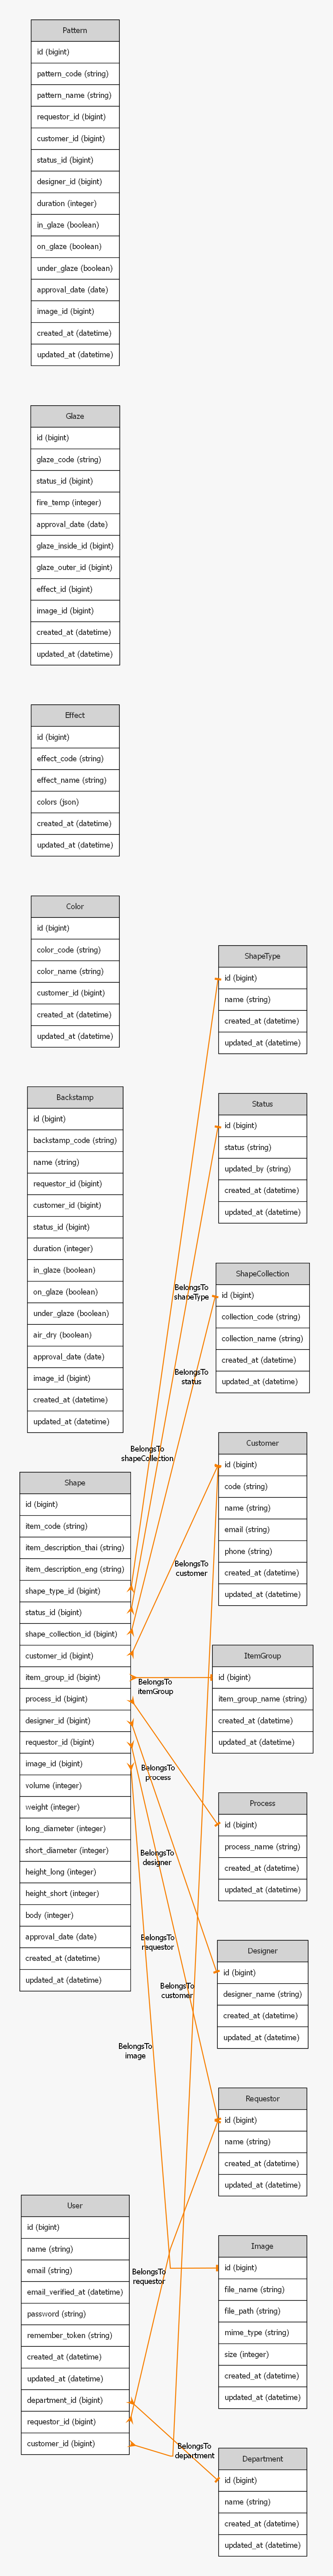 Pattern
id (bigint)
pattern_code (string)
pattern_name (string)
requestor_id (bigint)
customer_id (bigint)
status_id (bigint)
designer_id (bigint)
duration (integer)
in_glaze (boolean)
on_glaze (boolean)
under_glaze (boolean)
approval_date (date)
image_id (bigint)
created_at (datetime)
updated_at (datetime)
Glaze
id (bigint)
glaze_code (string)
status_id (bigint)
fire_temp (integer)
approval_date (date)
glaze_inside_id (bigint)
glaze_outer_id (bigint)
effect_id (bigint)
image_id (bigint)
created_at (datetime)
updated_at (datetime)
Effect
id (bigint)
effect_code (string)
effect_name (string)
colors (json)
created_at (datetime)
updated_at (datetime)
Color
id (bigint)
color_code (string)
color_name (string)
customer_id (bigint)
created_at (datetime)
updated_at (datetime)
Backstamp
id (bigint)
backstamp_code (string)
name (string)
requestor_id (bigint)
customer_id (bigint)
status_id (bigint)
duration (integer)
in_glaze (boolean)
on_glaze (boolean)
under_glaze (boolean)
air_dry (boolean)
approval_date (date)
image_id (bigint)
created_at (datetime)
updated_at (datetime)
Shape
id (bigint)
item_code (string)
item_description_thai (string)
item_description_eng (string)
shape_type_id (bigint)
status_id (bigint)
shape_collection_id (bigint)
customer_id (bigint)
item_group_id (bigint)
process_id (bigint)
designer_id (bigint)
requestor_id (bigint)
image_id (bigint)
volume (integer)
weight (integer)
long_diameter (integer)
short_diameter (integer)
height_long (integer)
height_short (integer)
body (integer)
approval_date (date)
created_at (datetime)
updated_at (datetime)
User
id (bigint)
name (string)
email (string)
email_verified_at (datetime)
password (string)
remember_token (string)
created_at (datetime)
updated_at (datetime)
department_id (bigint)
requestor_id (bigint)
customer_id (bigint)
BelongsTo
shapeType
BelongsTo
status
BelongsTo
shapeCollection
BelongsTo
customer
BelongsTo
itemGroup
BelongsTo
process
BelongsTo
designer
BelongsTo
requestor
BelongsTo
customer
BelongsTo
image
BelongsTo
requestor
BelongsTo
department
ShapeType
id (bigint)
name (string)
created_at (datetime)
updated_at (datetime)
Status
id (bigint)
status (string)
updated_by (string)
created_at (datetime)
updated_at (datetime)
ShapeCollection
id (bigint)
collection_code (string)
collection_name (string)
created_at (datetime)
updated_at (datetime)
Customer
id (bigint)
code (string)
name (string)
email (string)
phone (string)
created_at (datetime)
updated_at (datetime)
ItemGroup
id (bigint)
item_group_name (string)
created_at (datetime)
updated_at (datetime)
Process
id (bigint)
process_name (string)
created_at (datetime)
updated_at (datetime)
Designer
id (bigint)
designer_name (string)
created_at (datetime)
updated_at (datetime)
Requestor
id (bigint)
name (string)
created_at (datetime)
updated_at (datetime)
Image
id (bigint)
file_name (string)
file_path (string)
mime_type (string)
size (integer)
created_at (datetime)
updated_at (datetime)
Department
id (bigint)
name (string)
created_at (datetime)
updated_at (datetime)